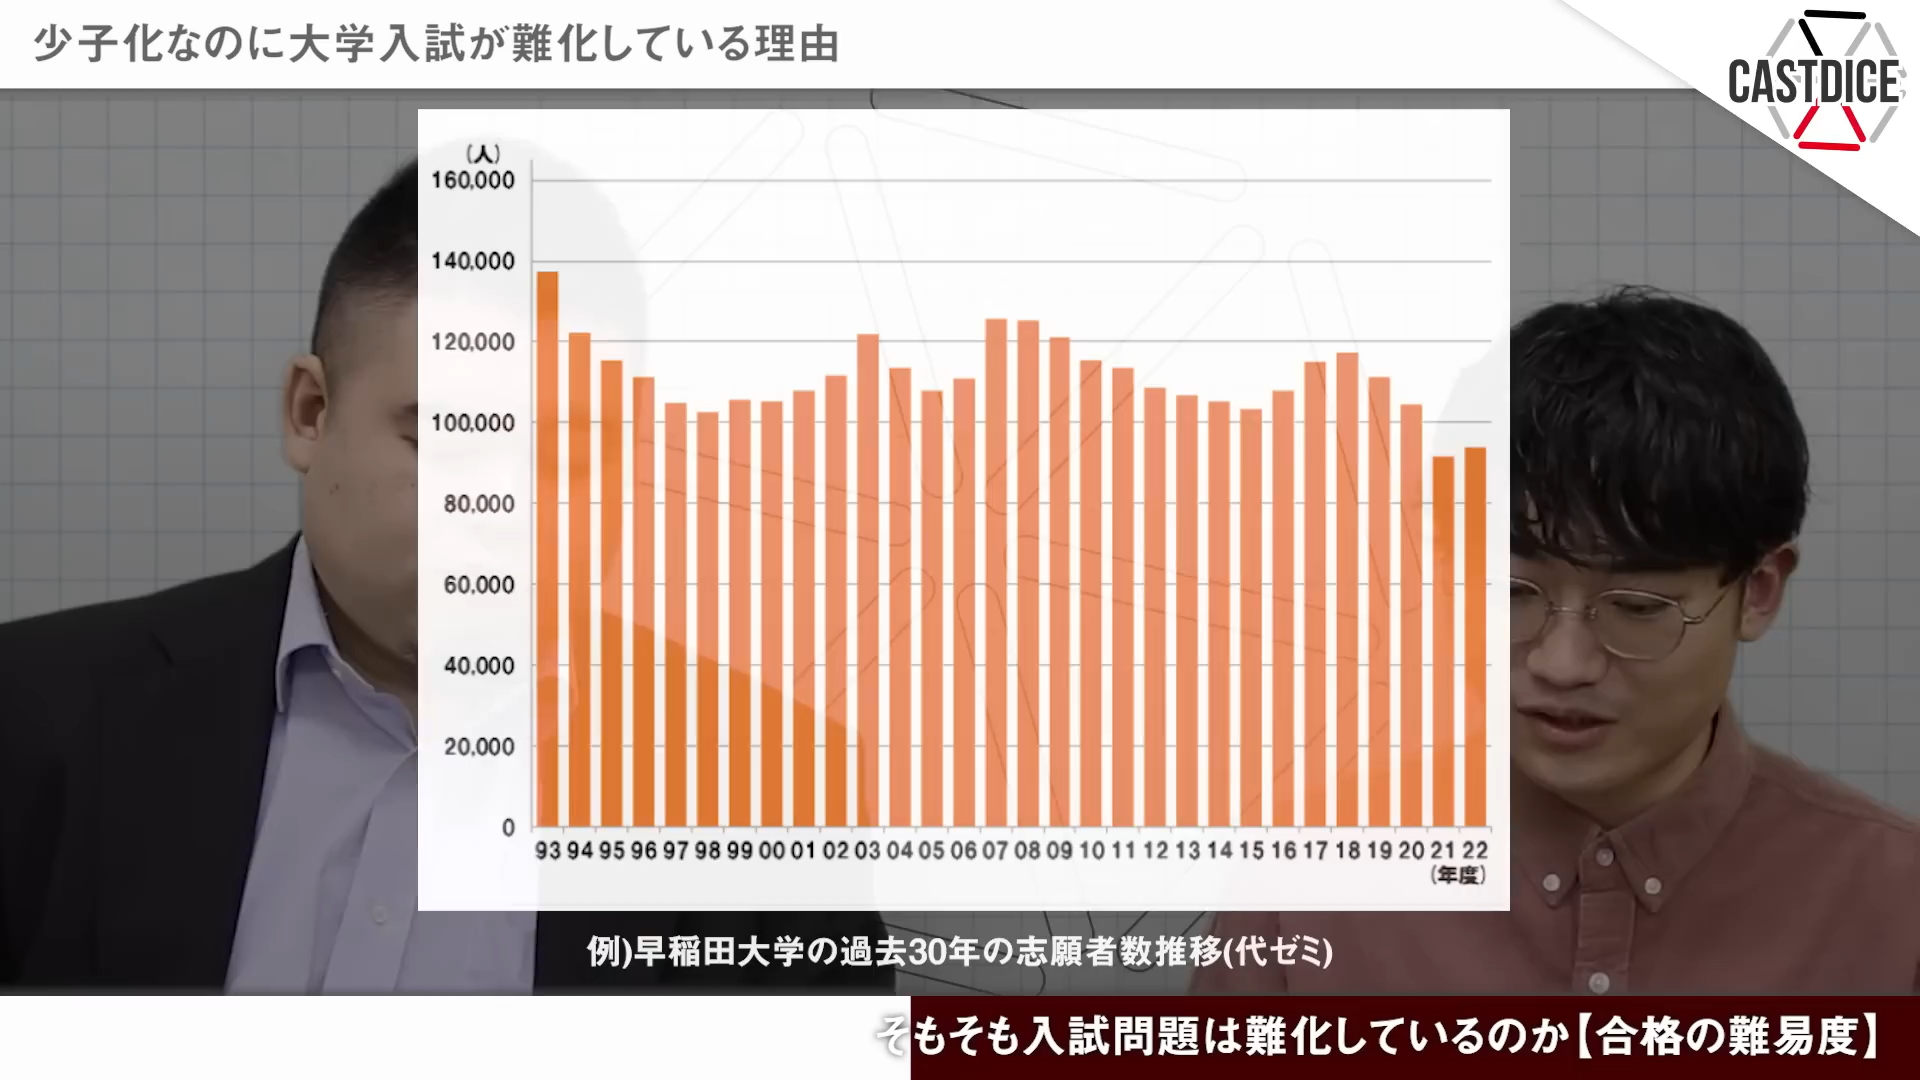 少子化なのに大学入試が難化している理由
CASTDICE
(人)
160,000
140,000
120,000
100,000
80,000
60,000
40,000
20,000
0
93 94 95 96 97 98 99 00 01 02 03 04 05 06 07 08 09 10 11 12 13 14 15 16 17 18 19 20 21 22
(年度)
例)早稲田大学の過去30年の志願者数推移(代ゼミ)
そもそも入試問題は難化しているのか【合格の難易度】